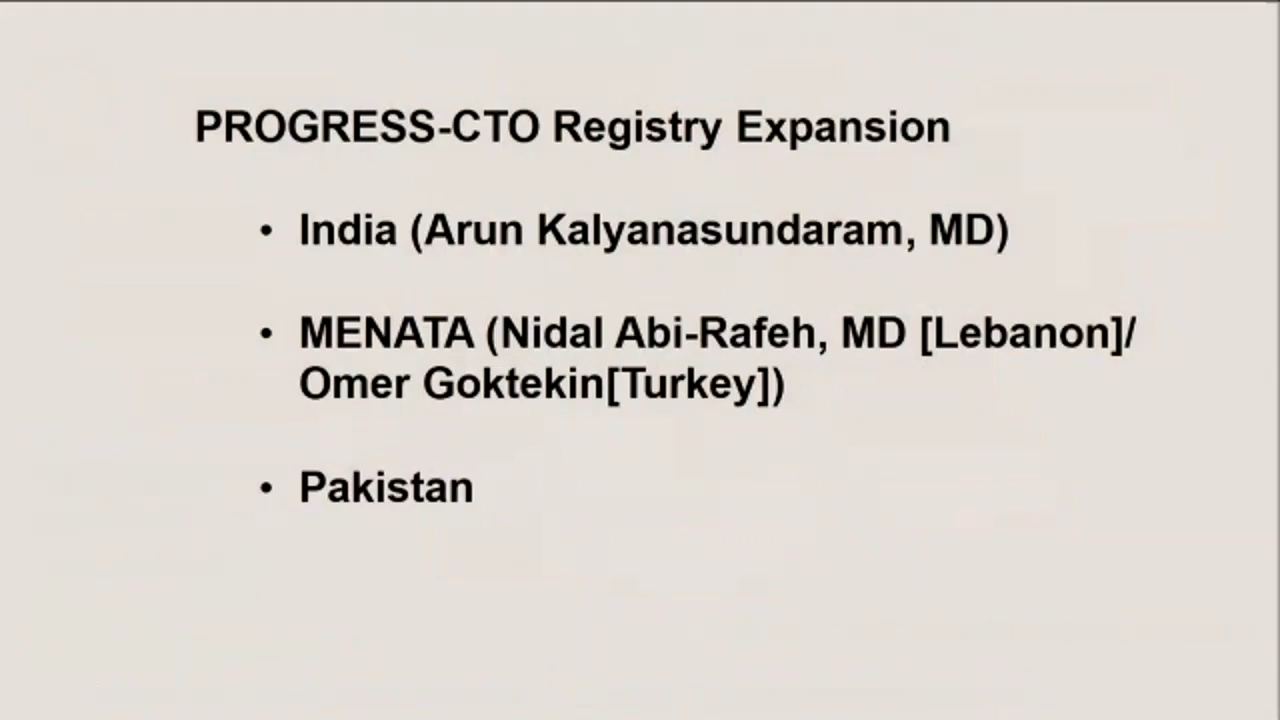 PROGRESS-CTO Registry Expansion
• India (Arun Kalyanasundaram, MD)
• MENATA (Nidal Abi-Rafeh, MD [Lebanon]/
Omer Goktekin[Turkey])
• Pakistan